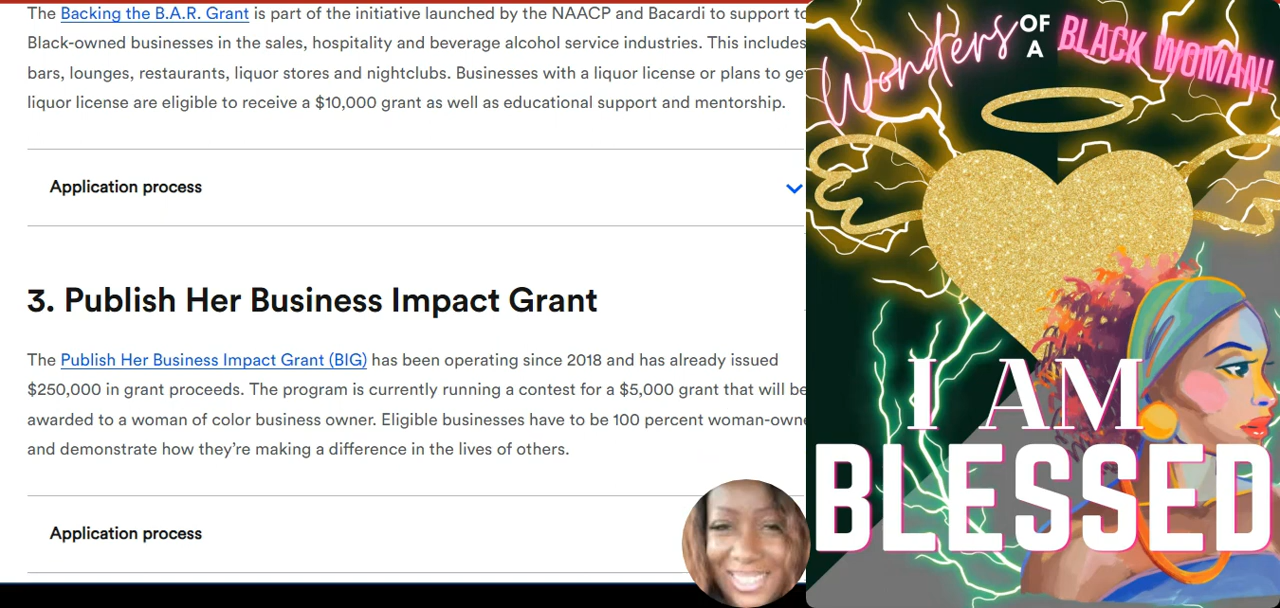 The Backing the B.A.R. Grant is part of the initiative launched by the NAACP and Bacardi to support
Black-owned businesses in the sales, hospitality and beverage alcohol service industries. This includes
bars, lounges, restaurants, liquor stores and nightclubs. Businesses with a liquor license or plans to
liquor license are eligible to receive a $10,000 grant as well as educational support and mentorship.
Application process
3. Publish Her Business Impact Grant
The Publish Her Business Impact Grant (BIG) has been operating since 2018 and has already issued
$250,000 in grant proceeds. The program is currently running a contest for a $5,000 grant that will be
awarded to a woman of color business owner. Eligible businesses have to be 100 percent
and demonstrate how they’re making a difference in the lives of others.
Application process
Wonders OF A BLACK WOMAN!
I AM
BLESSED